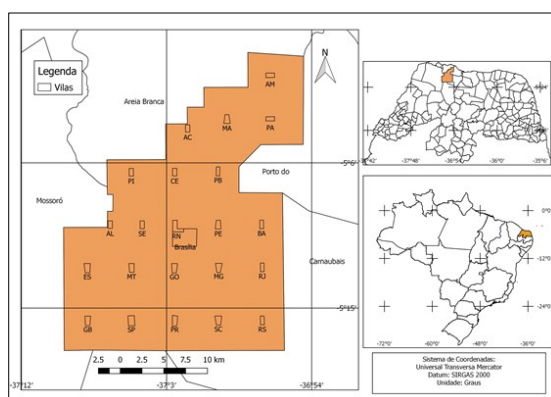 Legenda
Vilas
N
AM
Areia Branca
AC
MA
PA
-5°6
PI
CE
PB
Porto do
Mossoró
AL
SE
RN
PE
BA
Brasília
Carnaubais
ES
MT
GO
MG
RJ
-5°15
GB
SP
PR
SC
RS
2.5 0 2.5 5 7.5 10 km
-37°12 -37°3 -36°54
-5°24
-37°48 -36°54 -36°0
0°0
-12°0
-24°0
-72°0 -60°0 -48°0 -36°0
Sistema de Coordenadas:
Universal Transversa Mercator
Datum: SIRGAS 2000
Unidade: Graus